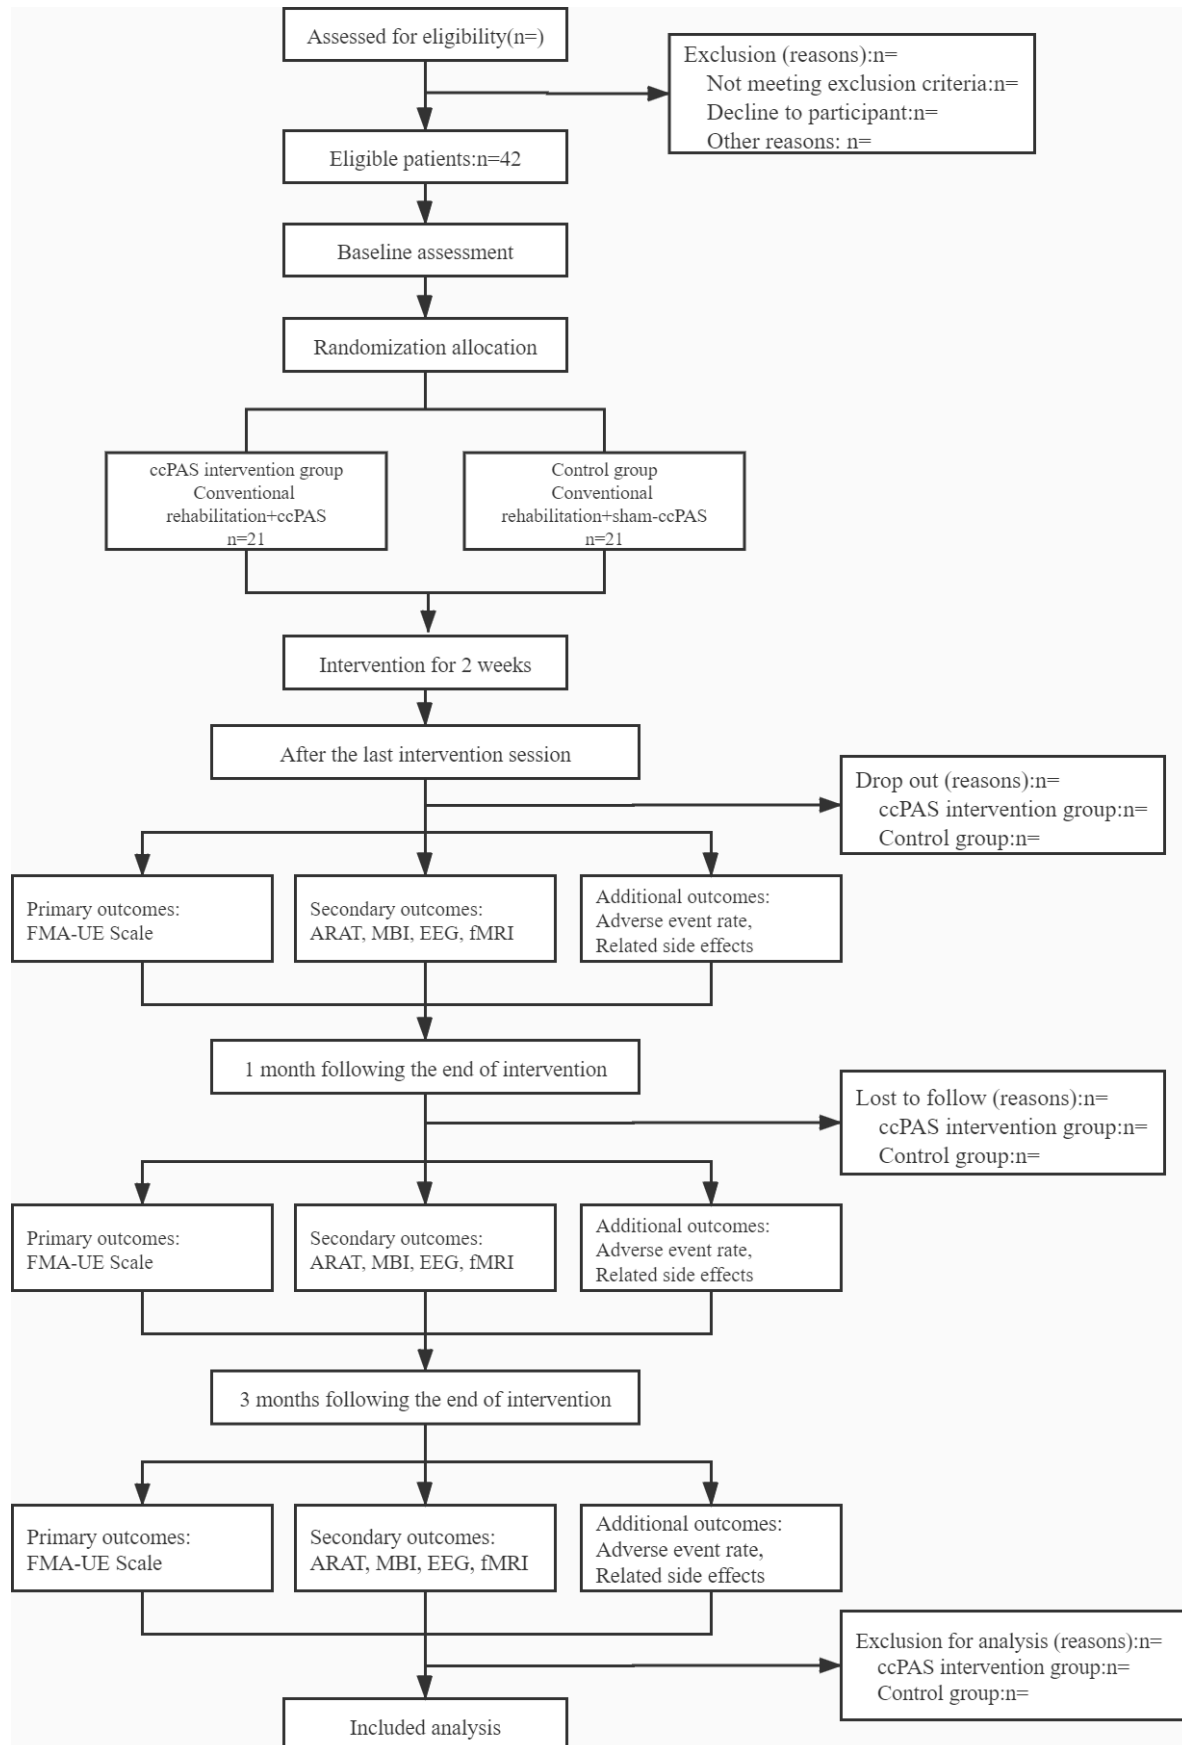 Assessed for eligibility(n=)
Exclusion (reasons):n=
Not meeting exclusion criteria:n=
Decline to participant:n=
Other reasons: n=
Eligible patients:n=42
Baseline assessment
Randomization allocation
ccPAS intervention group
Conventional
rehabilitation+ccPAS
n=21
Control group
Conventional
rehabilitation+sham-ccPAS
n=21
Intervention for 2 weeks
After the last intervention session
Drop out (reasons):n=
ccPAS intervention group:n=
Control group:n=
Primary outcomes:
FMA-UE Scale
Secondary outcomes:
ARAT, MBI, EEG, fMRI
Additional outcomes:
Adverse event rate,
Related side effects
1 month following the end of intervention
Lost to follow (reasons):n=
ccPAS intervention group:n=
Control group:n=
Primary outcomes:
FMA-UE Scale
Secondary outcomes:
ARAT, MBI, EEG, fMRI
Additional outcomes:
Adverse event rate,
Related side effects
3 months following the end of intervention
Primary outcomes:
FMA-UE Scale
Secondary outcomes:
ARAT, MBI, EEG, fMRI
Additional outcomes:
Adverse event rate,
Related side effects
Exclusion for analysis (reasons):n=
ccPAS intervention group:n=
Control group:n=
Included analysis